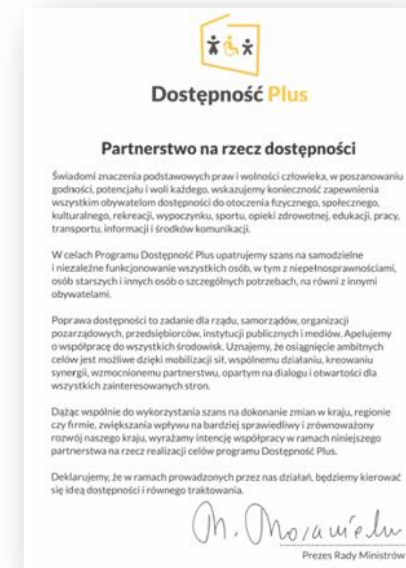 Dostępność Plus
Partnerstwo na rzecz dostępności
Świadomi znaczenia podstawowych praw i wolności człowieka, w poszanowaniu
godności, potencjału i woli każdego, wskazujemy konieczność zapewnienia
wszystkim obywatelom dostępności do otoczenia fizycznego, społecznego,
kulturalnego, rekreacji, wypoczynku, sportu, opieki zdrowotnej, edukacji, pracy,
transportu, informacji i środków komunikacji.
W celach Programu Dostępność Plus upatrujemy szans na samodzielne
i niezależne funkcjonowanie wszystkich osób, w tym z niepełnosprawnościami,
osób starszych i innych osób o szczególnych potrzebach, na równi z innymi
obywatelami.
Poprawa dostępności to zadanie dla rządu, samorządów, organizacji
pozarządowych, przedsiębiorców, instytucji publicznych i mediów. Apelujemy
o współpracę do wszystkich środowisk. Uznajemy, że osiągnięcie ambitnych
celów jest możliwe dzięki mobilizacji sił, wspólnemu działaniu, kreowaniu
synergii, wzmocnionemu partnerstwu, opartym na dialogu i otwartości dla
wszystkich zainteresowanych stron.
Dążąc wspólnie do wykorzystania szans na dokonanie zmian w kraju, regionie
czy firmie, zwiększania wpływu na bardziej sprawiedliwy i zrównoważony
rozwój naszego kraju, wyrażamy intencję współpracy w ramach niniejszego
partnerstwa na rzecz realizacji celów programu Dostępność Plus.
Deklarujemy, że w ramach prowadzonych przez nas działań, będziemy kierować
się ideą dostępności i równego traktowania.
Prezes Rady Ministrów